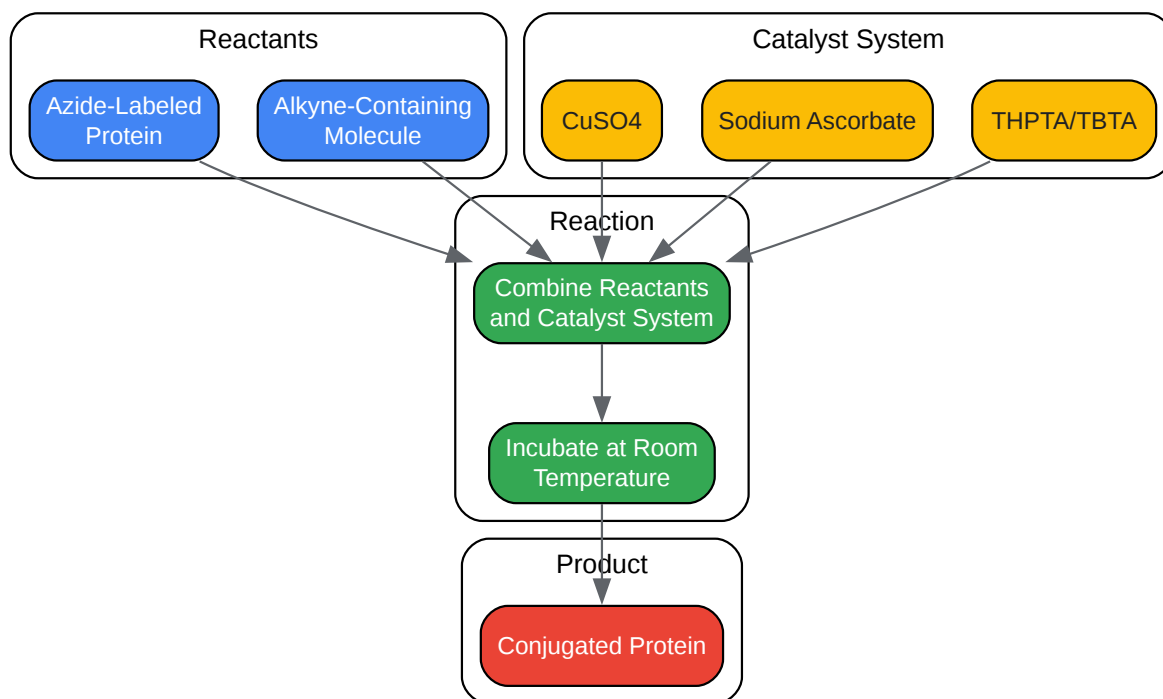 Reactants
Catalyst System
Azide-Labeled
Protein
Alkyne-Containing
Molecule
CuSO4
Sodium Ascorbate
THPTA/TBTA
Reaction
Combine Reactants
and Catalyst System
Incubate at Room
Temperature
Product
Conjugated Protein